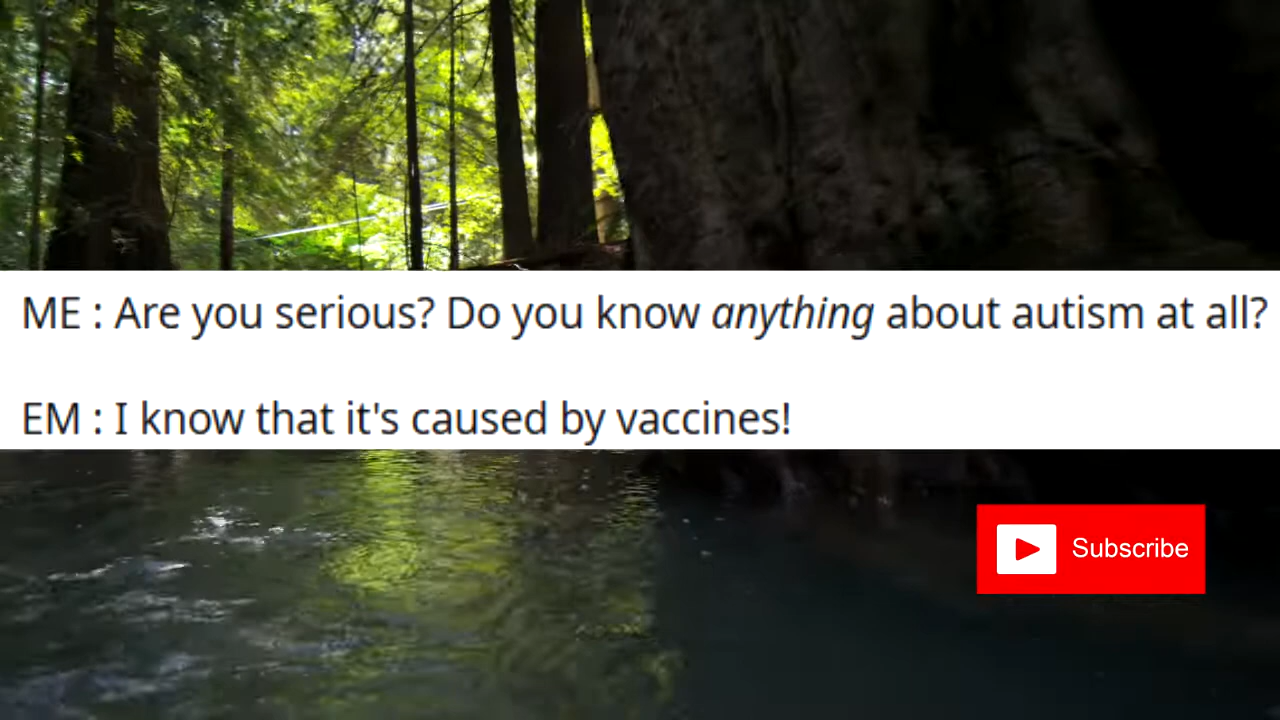 ME : Are you serious? Do you know anything about autism at all?
EM : I know that it's caused by vaccines!
Subscribe